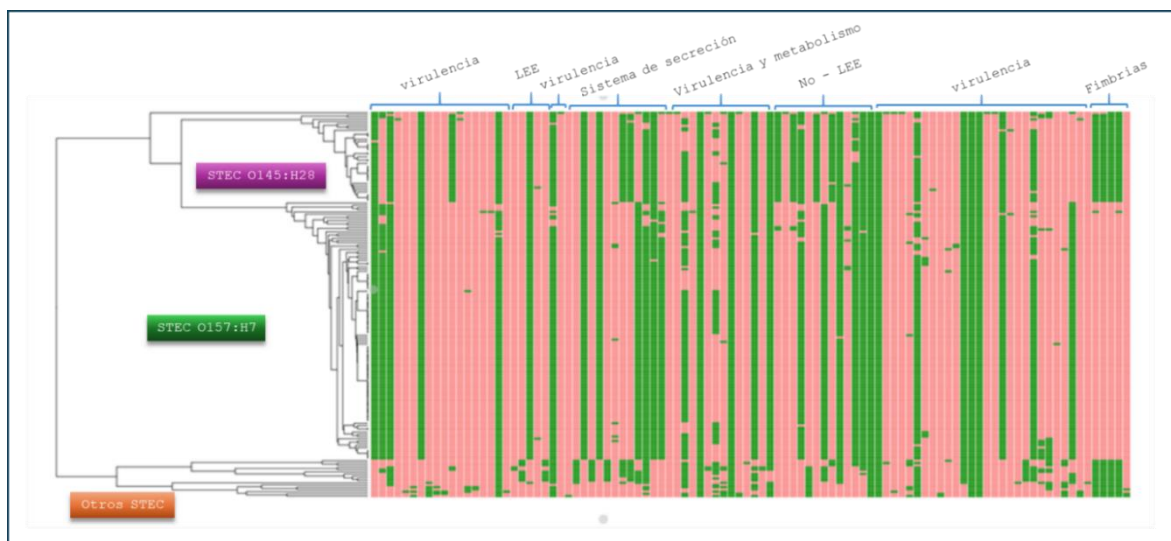 virulencia
LEE
virulencia
Sistema de secreción
Virulencia y metabolismo
No - LEE
virulencia
Fimbrias
STEC O145:H28
STEC O157:H7
Otros STEC